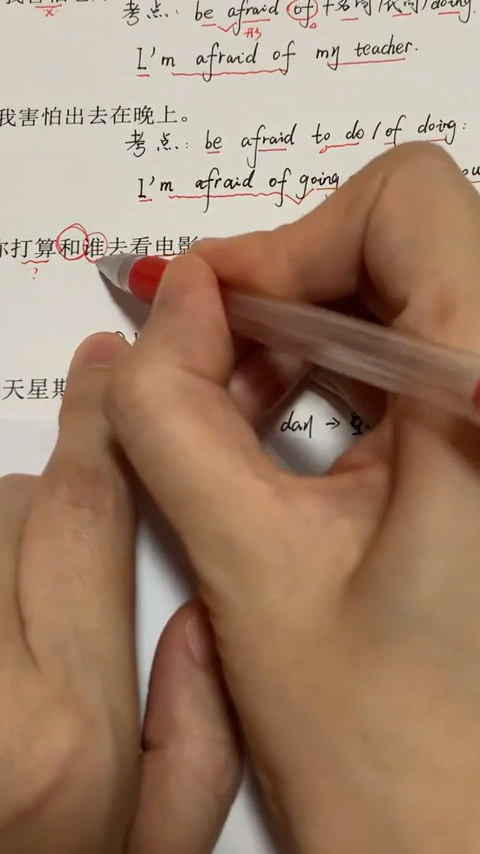 考点: be afraid of + 名词 / 代词 / doing.
I'm afraid of my teacher.
我害怕出去在晚上。
考点: be afraid to do / of doing:
I'm afraid of going
你打算和谁去看电影
?
天星期
day → 星